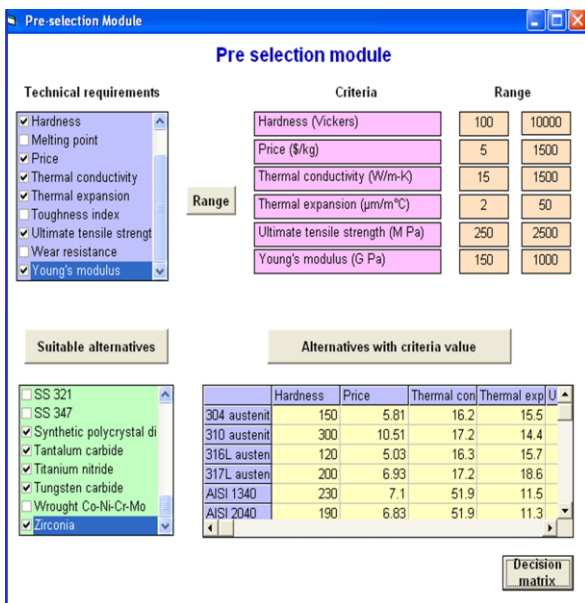 Pre-selection Module
Pre selection module
Technical requirements
Criteria
Range
Hardness
Melting point
Price
Thermal conductivity
Thermal expansion
Toughness index
Ultimate tensile strengt
Wear resistance
Young's modulus
Range
Hardness (Vickers) 100 10000
Price ($/kg) 5 1500
Thermal conductivity (W/m-K) 15 1500
Thermal expansion (µm/m°C) 2 50
Ultimate tensile strength (M Pa) 250 2500
Young's modulus (G Pa) 150 1000
Suitable alternatives
Alternatives with criteria value
SS 321
SS 347
Synthetic polycrystal di
Tantalum carbide
Titanium nitride
Tungsten carbide
Wrought Co-Ni-Cr-Mo
Zirconia
Hardness Price Thermal con Thermal exp U
304 austenit 150 5.81 16.2 15.5
310 austenit 300 10.51 17.2 14.4
316L austen 120 5.03 16.3 15.7
317L austen 200 6.93 17.2 18.6
AISI 1340 230 7.1 51.9 11.5
AISI 2040 190 6.83 51.9 11.3
Decision
matrix